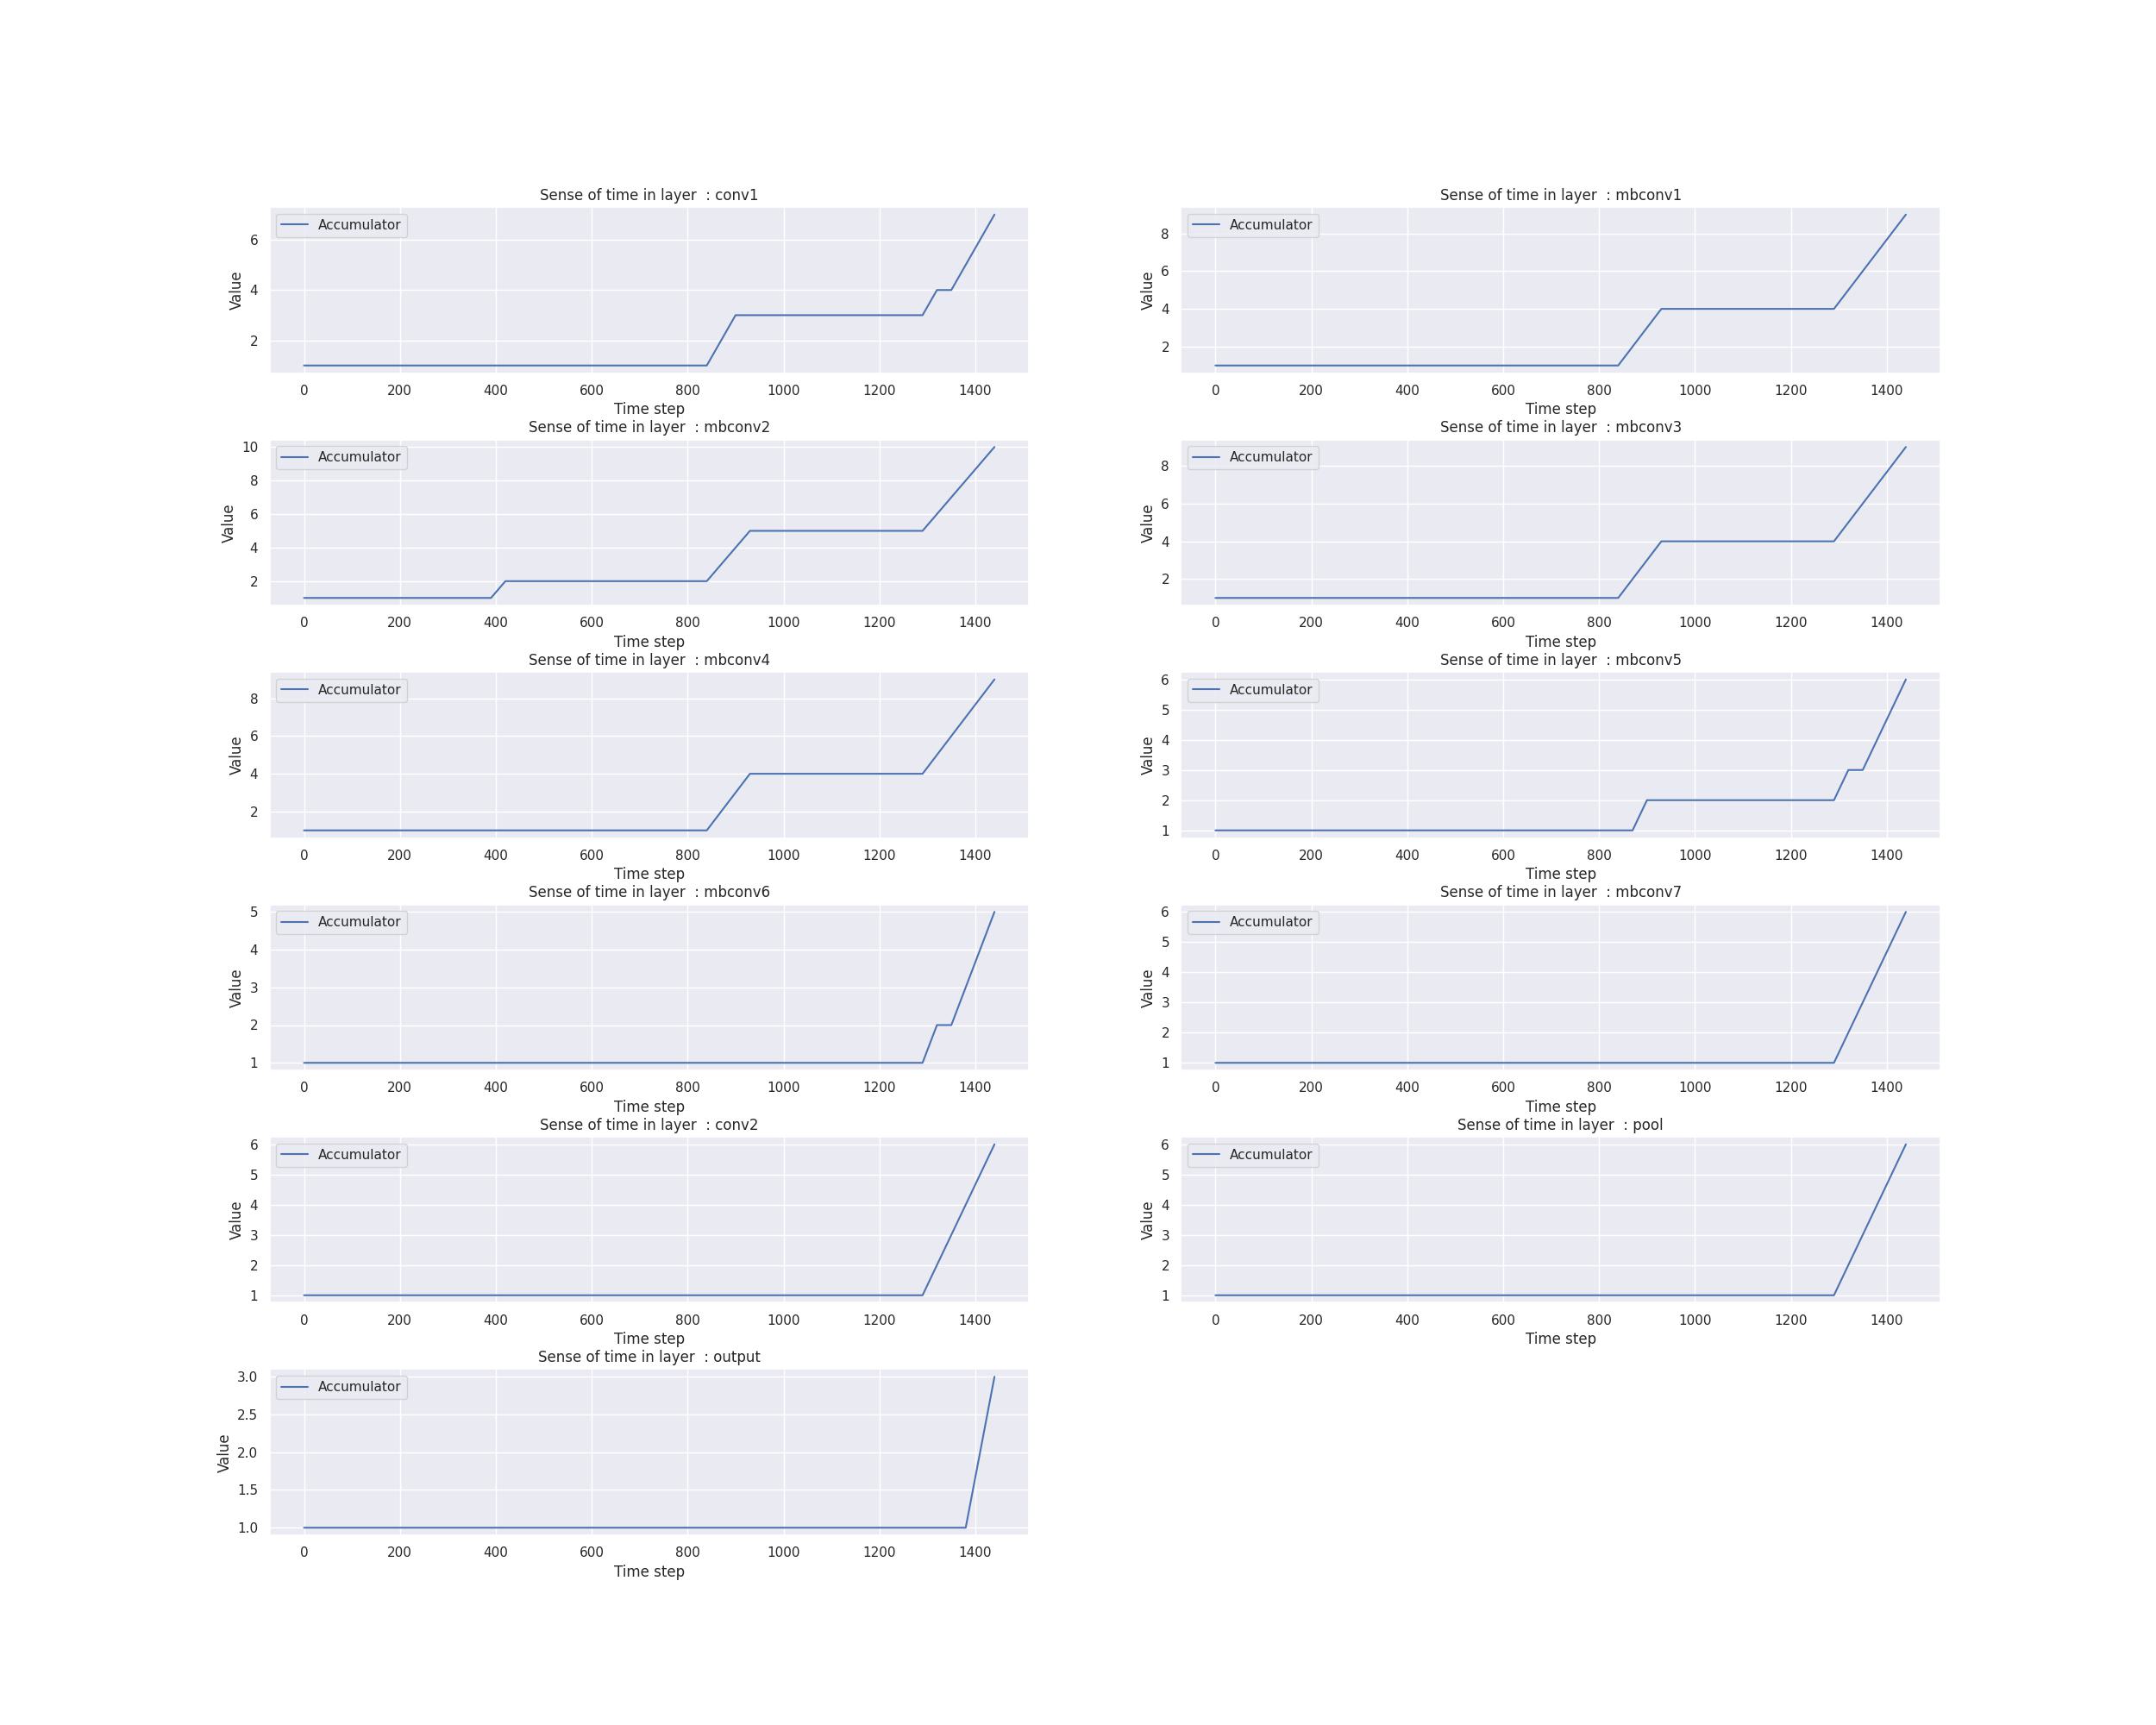 Sense of time in layer  : conv1
Accumulator
Value
6
4
2
0 200 400 600 800 1000 1200 1400
Time step
Sense of time in layer  : mbconv1
Accumulator
Value
8
6
4
2
0 200 400 600 800 1000 1200 1400
Time step
Sense of time in layer  : mbconv2
Accumulator
Value
10
8
6
4
2
0 200 400 600 800 1000 1200 1400
Time step
Sense of time in layer  : mbconv3
Accumulator
Value
8
6
4
2
0 200 400 600 800 1000 1200 1400
Time step
Sense of time in layer  : mbconv4
Accumulator
Value
8
6
4
2
0 200 400 600 800 1000 1200 1400
Time step
Sense of time in layer  : mbconv5
Accumulator
Value
6
5
4
3
2
1
0 200 400 600 800 1000 1200 1400
Time step
Sense of time in layer  : mbconv6
Accumulator
Value
5
4
3
2
1
0 200 400 600 800 1000 1200 1400
Time step
Sense of time in layer  : mbconv7
Accumulator
Value
6
5
4
3
2
1
0 200 400 600 800 1000 1200 1400
Time step
Sense of time in layer  : conv2
Accumulator
Value
6
5
4
3
2
1
0 200 400 600 800 1000 1200 1400
Time step
Sense of time in layer  : pool
Accumulator
Value
6
5
4
3
2
1
0 200 400 600 800 1000 1200 1400
Time step
Sense of time in layer  : output
Accumulator
Value
3.0
2.5
2.0
1.5
1.0
0 200 400 600 800 1000 1200 1400
Time step